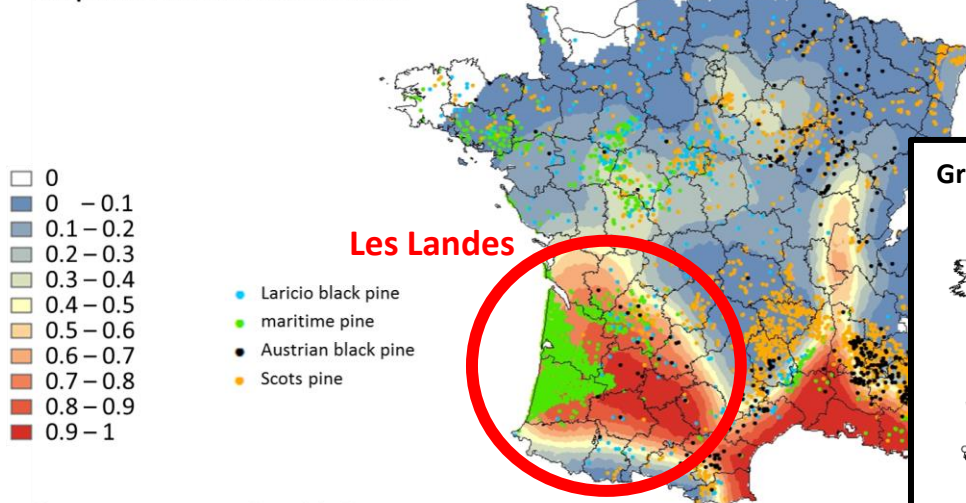 0
0 – 0.1
0.1 – 0.2
0.2 – 0.3
0.3 – 0.4
0.4 – 0.5
0.5 – 0.6
0.6 – 0.7
0.7 – 0.8
0.8 – 0.9
0.9 – 1
Les Landes
Laricio black pine
maritime pine
Austrian black pine
Scots pine